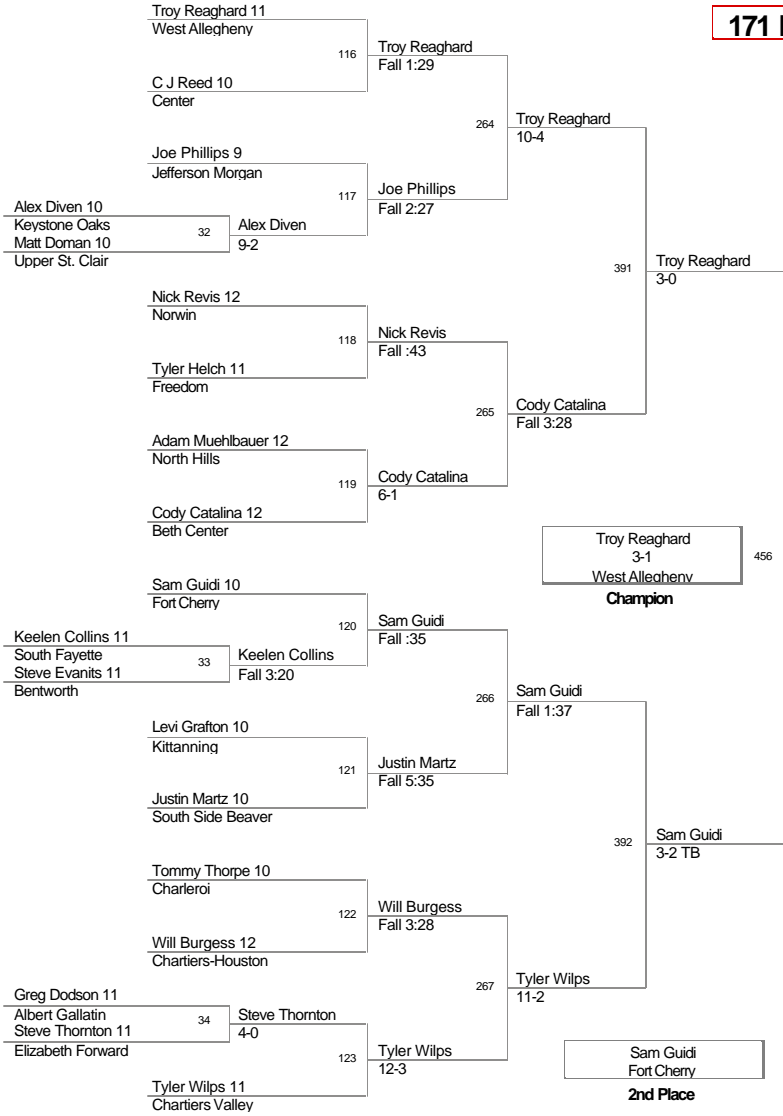 Troy Reaghard 11
West Allegheny
171
116
Troy Reaghard
Fall 1:29
C J Reed 10
Center
264
Troy Reaghard
10-4
Joe Phillips 9
Jefferson Morgan
117
Joe Phillips
Fall 2:27
Alex Diven 10
Keystone Oaks
32
Alex Diven
9-2
Matt Doman 10
Upper St. Clair
391
Troy Reaghard
3-0
Nick Revis 12
Norwin
118
Nick Revis
Fall :43
Tyler Helch 11
Freedom
265
Cody Catalina
Fall 3:28
Adam Muehlbauer 12
North Hills
119
Cody Catalina
6-1
Cody Catalina 12
Beth Center
Troy Reaghard
3-1
West Allegheny
456
Champion
Sam Guidi 10
Fort Cherry
120
Sam Guidi
Fall :35
Keelen Collins 11
South Fayette
33
Keelen Collins
Fall 3:20
Steve Evanits 11
Bentworth
266
Sam Guidi
Fall 1:37
Levi Grafton 10
Kittanning
121
Justin Martz
Fall 5:35
Justin Martz 10
South Side Beaver
392
Sam Guidi
3-2 TB
Tommy Thorpe 10
Charleroi
122
Will Burgess
Fall 3:28
Will Burgess 12
Chartiers-Houston
267
Tyler Wilps
11-2
Greg Dodson 11
Albert Gallatin
34
Steve Thornton
4-0
Steve Thornton 11
Elizabeth Forward
123
Tyler Wilps
12-3
Tyler Wilps 11
Chartiers Valley
Sam Guidi
Fort Cherry
2nd Place